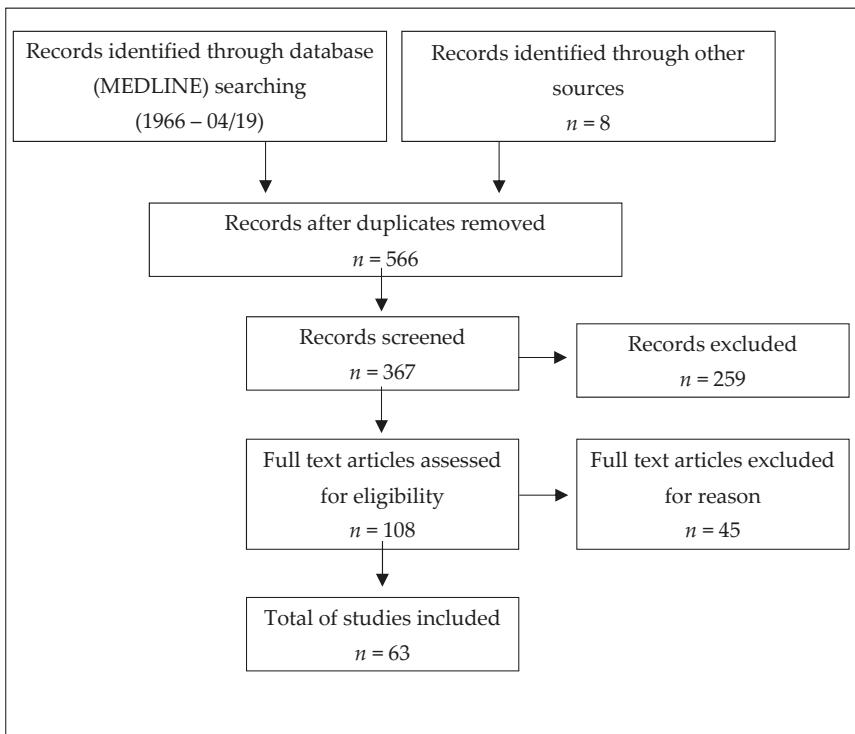 Records identified through database
(MEDLINE) searching
(1966 – 04/19)
Records identified through other
sources
n = 8
Records after duplicates removed
n = 566
Records screened
n = 367
Records excluded
n = 259
Full text articles assessed
for eligibility
n = 108
Full text articles excluded
for reason
n = 45
Total of studies included
n = 63